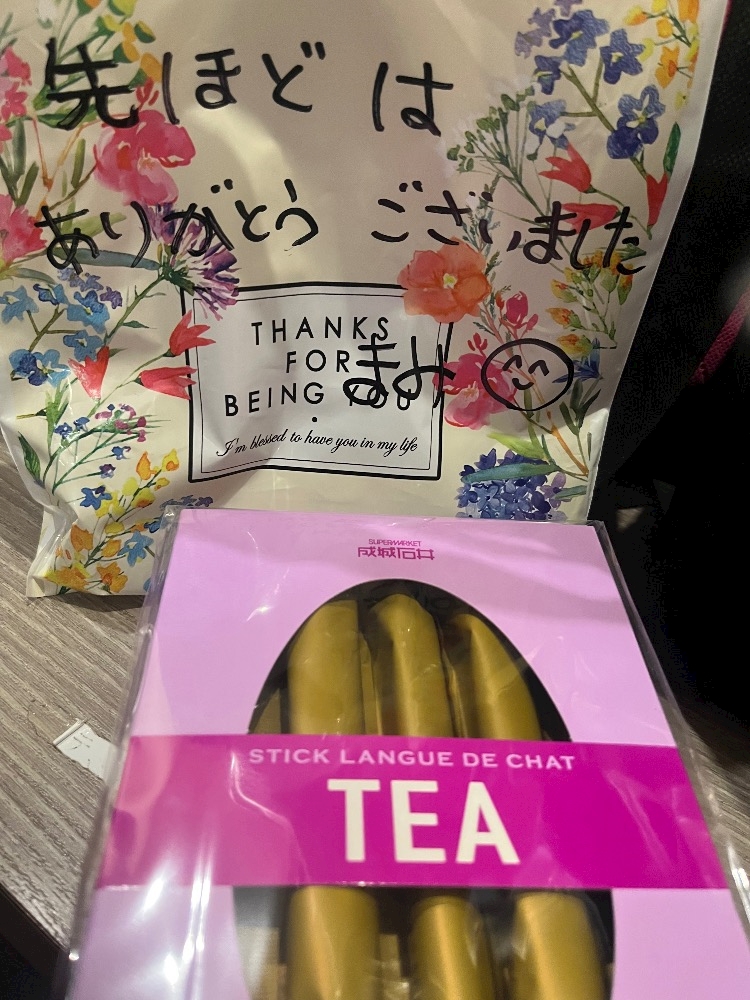 先ほどは
ありがとうございました
THANKS
FOR
BEING YOU
まみ
I'm blessed to have you in my life
SUPERMARKET
成城石井
STICK LANGUE DE CHAT
TEA